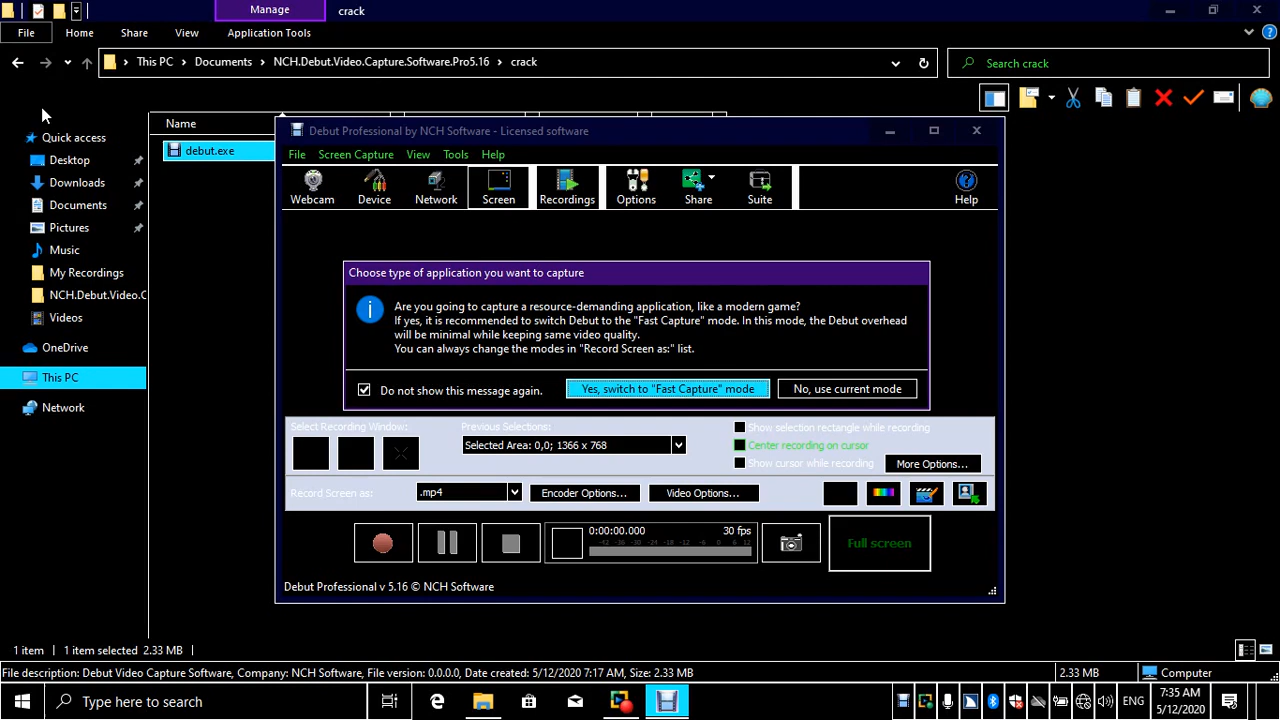 Manage
crack
File
Home
Share
View
Application Tools
This PC
Documents
NCH.Debut.Video.Capture.Software.Pro5.16
crack
Search crack
Quick access
Desktop
Downloads
Documents
Pictures
Music
My Recordings
NCH.Debut.Video.C
Videos
OneDrive
This PC
Network
Name
debut.exe
Debut Professional by NCH Software - Licensed software
File
Screen Capture
View
Tools
Help
Webcam
Device
Network
Screen
Recordings
Options
Share
Suite
Help
Choose type of application you want to capture
Are you going to capture a resource-demanding application, like a modern game?
If yes, it is recommended to switch Debut to the "Fast Capture" mode. In this mode, the Debut overhead
will be minimal while keeping same video quality.
You can always change the modes in "Record Screen as:" list.
Do not show this message again.
Yes, switch to "Fast Capture" mode
No, use current mode
Select Recording Window:
Previous Selections:
Selected Area: 0,0; 1366 x 768
Show selection rectangle while recording
Center recording on cursor
Show cursor while recording
More Options...
Record Screen as:
.mp4
Encoder Options...
Video Options...
0:00:00.000
30 fps
-42 -36 -30 -24 -18 -12 -6 0 6 12
Full screen
Debut Professional v 5.16 © NCH Software
1 item
1 item selected 2.33 MB
File description: Debut Video Capture Software, Company: NCH Software, File version: 0.0.0.0, Date created: 5/12/2020 7:17 AM, Size: 2.33 MB
2.33 MB
Computer
Type here to search
ENG
7:35 AM
5/12/2020